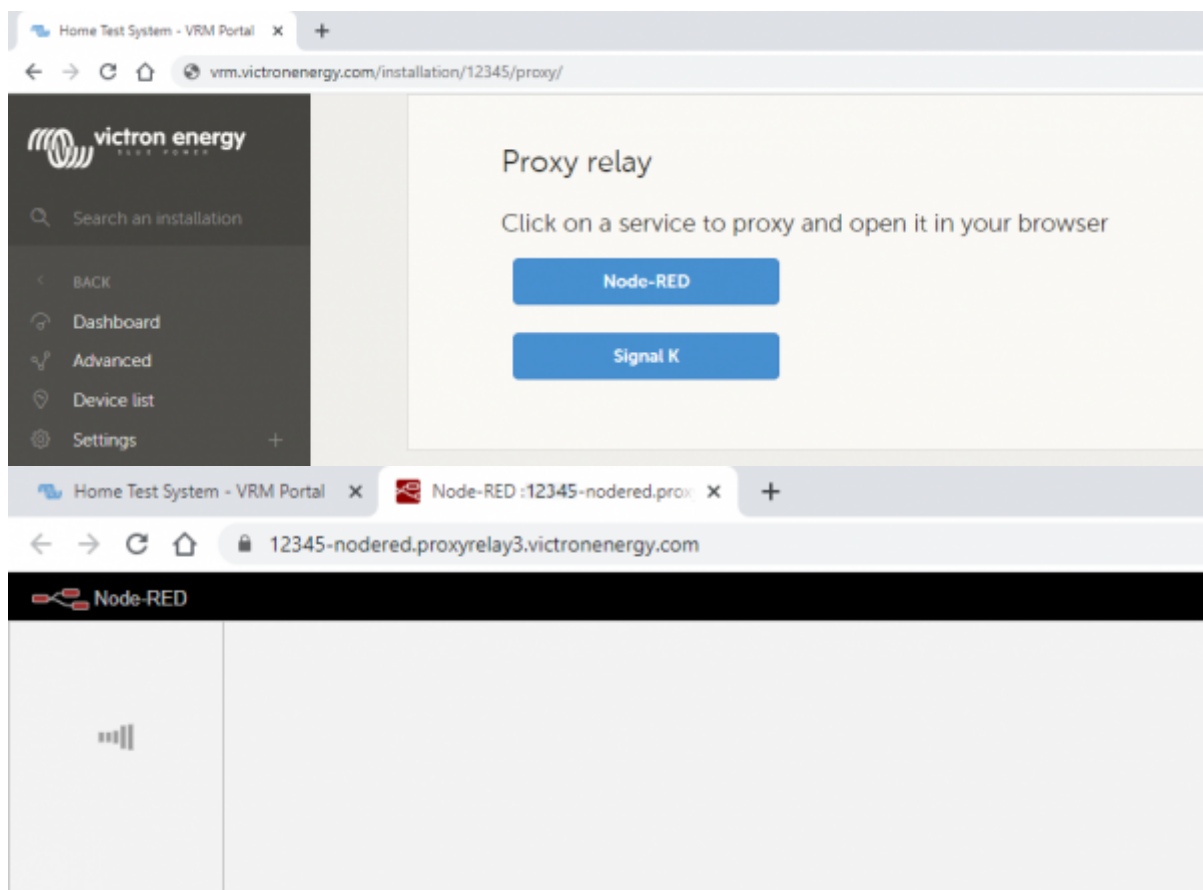 Home Test System - VRM Portal
vrm.victronenergy.com/installation/12345/proxy/
victron energy
BLUE POWER
Search an installation
BACK
Dashboard
Advanced
Device list
Settings
Proxy relay
Click on a service to proxy and open it in your browser
Node-RED
Signal K
Home Test System - VRM Portal
Node-RED :12345-nodered.prox
12345-nodered.proxyrelay3.victronenergy.com
Node-RED